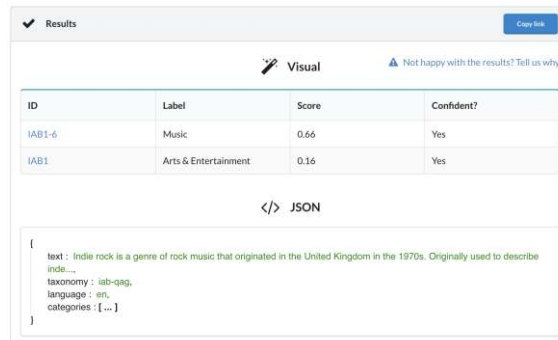 Results
Copy link
Visual
Not happy with the results? Tell us why
ID Label Score Confident?
IAB1-6 Music 0.66 Yes
IAB1 Arts & Entertainment 0.16 Yes
</> JSON
{
text : Indie rock is a genre of rock music that originated in the United Kingdom in the 1970s. Originally used to describe
inde...,
taxonomy : iab-qag,
language : en,
categories : [ ... ]
}